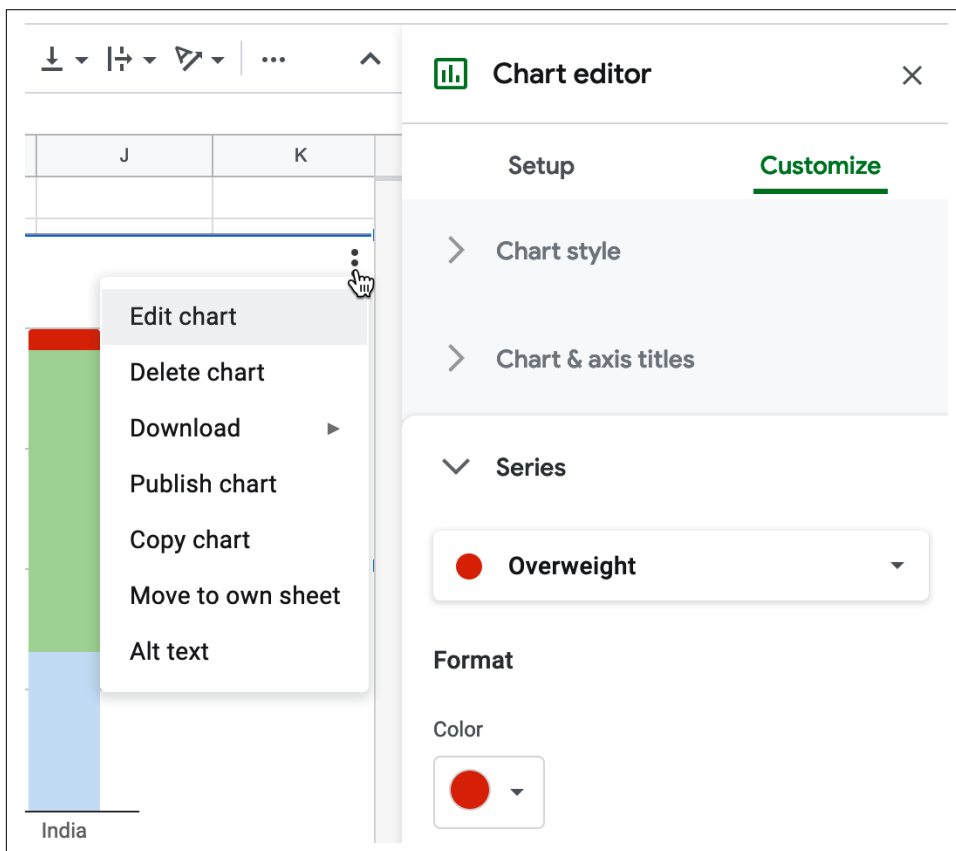 J
K
Edit chart
Delete chart
Download
Publish chart
Copy chart
Move to own sheet
Alt text
India
Chart editor
Setup
Customize
Chart style
Chart & axis titles
Series
Overweight
Format
Color